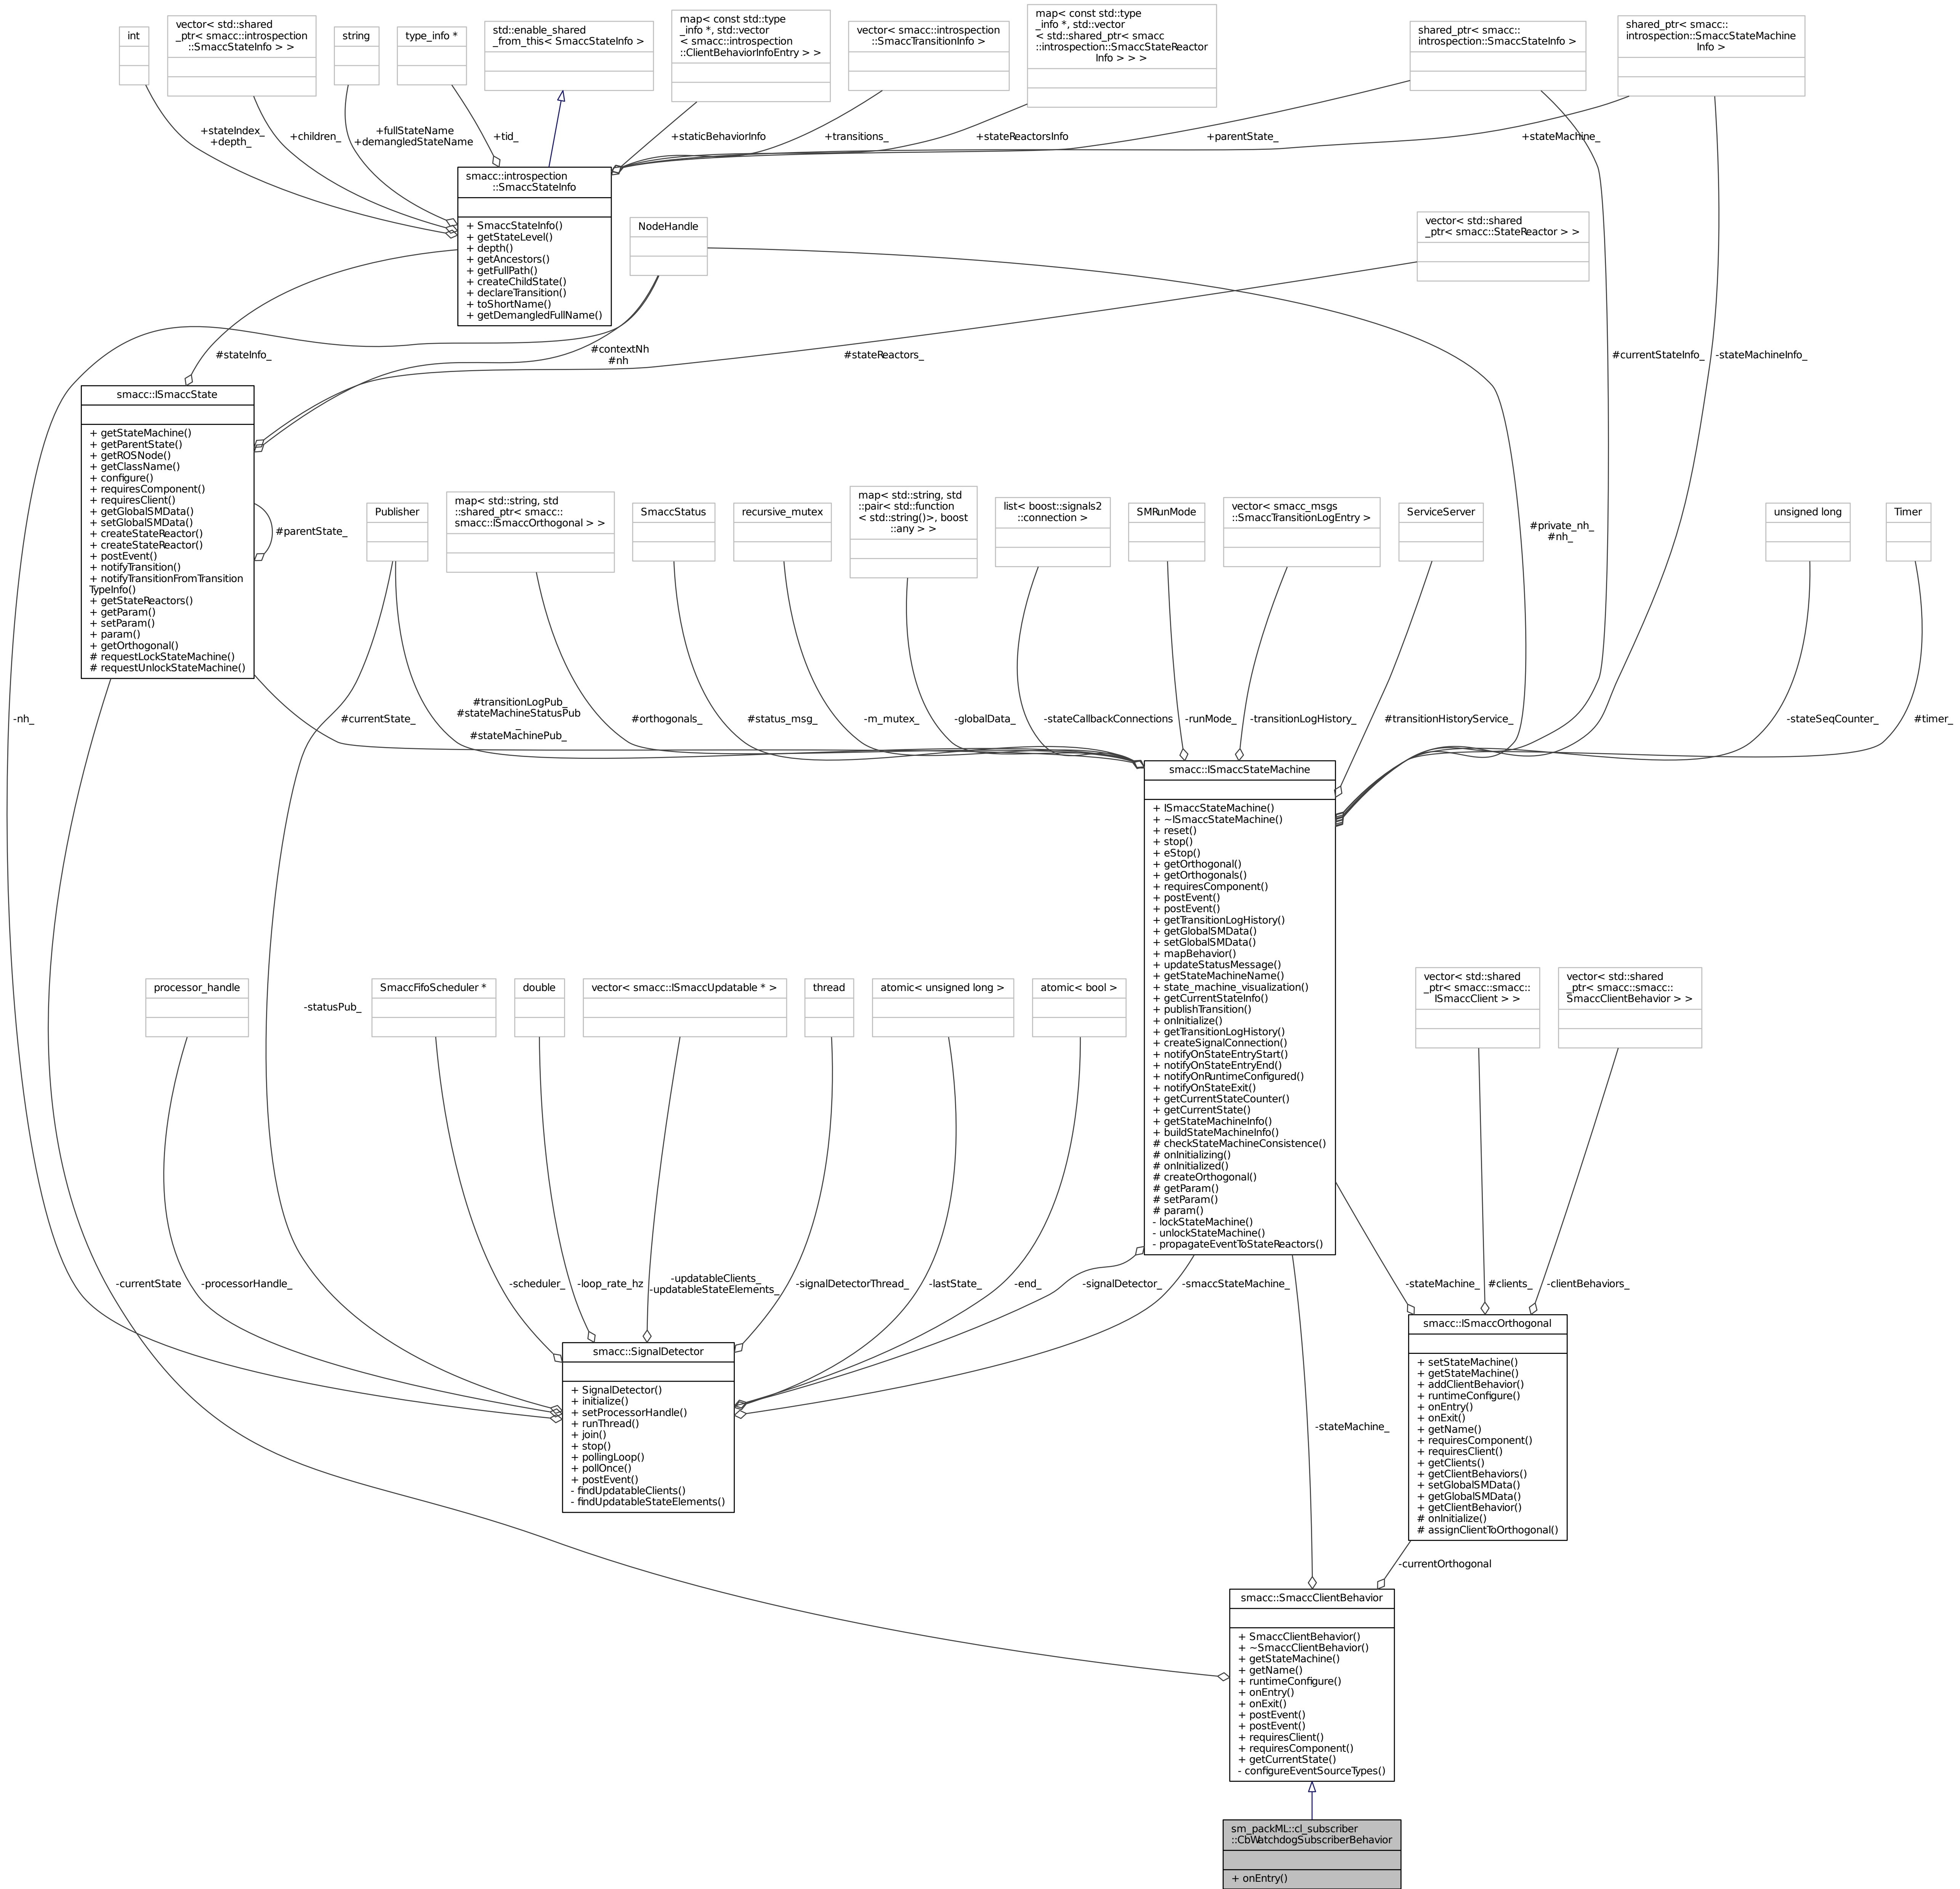 int
vector< std::shared
_ptr< smacc::introspection
::SmaccStateInfo > >
string
type_info *
std::enable_shared
_from_this< SmaccStateInfo >
map< const std::type
_info *, std::vector
< smacc::introspection
::ClientBehaviorInfoEntry > >
vector< smacc::introspection
::SmaccTransitionInfo >
map< const std::type
_info *, std::vector
< std::shared_ptr< smacc
::introspection::SmaccStateReactor
Info > > >
shared_ptr< smacc::
introspection::SmaccStateInfo >
shared_ptr< smacc::
introspection::SmaccStateMachine
Info >
+stateIndex_
+depth_
+children_
+fullStateName
+demangledStateName
+tid_
+staticBehaviorInfo
+transitions_
+stateReactorsInfo
+parentState_
+stateMachine_
smacc::introspection
::SmaccStateInfo
+ SmaccStateInfo()
+ getStateLevel()
+ depth()
+ getAncestors()
+ getFullPath()
+ createChildState()
+ declareTransition()
+ toShortName()
+ getDemangledFullName()
NodeHandle
vector< std::shared
_ptr< smacc::StateReactor > >
#stateInfo_
#contextNh
#nh
#stateReactors_
#currentStateInfo_
-stateMachineInfo_
smacc::ISmaccState
+ getStateMachine()
+ getParentState()
+ getROSNode()
+ getClassName()
+ configure()
+ requiresComponent()
+ requiresClient()
+ getGlobalSMData()
+ setGlobalSMData()
+ createStateReactor()
+ createStateReactor()
+ postEvent()
+ notifyTransition()
+ notifyTransitionFromTransition
TypeInfo()
+ getStateReactors()
+ getParam()
+ setParam()
+ param()
+ getOrthogonal()
# requestLockStateMachine()
# requestUnlockStateMachine()
#parentState_
Publisher
map< std::string, std
::shared_ptr< smacc::
smacc::ISmaccOrthogonal > >
SmaccStatus
recursive_mutex
map< std::string, std
::pair< std::function
< std::string()>, boost
::any > >
list< boost::signals2
::connection >
SMRunMode
vector< smacc_msgs
::SmaccTransitionLogEntry >
ServiceServer
#private_nh_
#nh_
unsigned long
Timer
-nh_
#currentState_
#transitionLogPub_
#stateMachineStatusPub
_
#stateMachinePub_
#orthogonals_
#status_msg_
-m_mutex_
-globalData_
-stateCallbackConnections
-runMode_
-transitionLogHistory_
#transitionHistoryService_
-stateSeqCounter_
#timer_
smacc::ISmaccStateMachine
+ ISmaccStateMachine()
+ ~ISmaccStateMachine()
+ reset()
+ stop()
+ eStop()
+ getOrthogonal()
+ getOrthogonals()
+ requiresComponent()
+ postEvent()
+ postEvent()
+ getTransitionLogHistory()
+ getGlobalSMData()
+ setGlobalSMData()
+ mapBehavior()
+ updateStatusMessage()
+ getStateMachineName()
+ state_machine_visualization()
+ getCurrentStateInfo()
+ publishTransition()
+ onInitialize()
+ getTransitionLogHistory()
+ createSignalConnection()
+ notifyOnStateEntryStart()
+ notifyOnStateEntryEnd()
+ notifyOnRuntimeConfigured()
+ notifyOnStateExit()
+ getCurrentStateCounter()
+ getCurrentState()
+ getStateMachineInfo()
+ buildStateMachineInfo()
# checkStateMachineConsistence()
# onInitializing()
# onInitialized()
# createOrthogonal()
# getParam()
# setParam()
# param()
- lockStateMachine()
- unlockStateMachine()
- propagateEventToStateReactors()
processor_handle
-statusPub_
SmaccFifoScheduler *
double
vector< smacc::ISmaccUpdatable * >
thread
atomic< unsigned long >
atomic< bool >
vector< std::shared
_ptr< smacc::smacc::
ISmaccClient > >
vector< std::shared
_ptr< smacc::smacc::
SmaccClientBehavior > >
-currentState
-processorHandle_
-scheduler_
-loop_rate_hz
-updatableClients_
-updatableStateElements_
-signalDetectorThread_
-lastState_
-end_
-signalDetector_
-smaccStateMachine_
-stateMachine_
#clients_
-clientBehaviors_
smacc::SignalDetector
+ SignalDetector()
+ initialize()
+ setProcessorHandle()
+ runThread()
+ join()
+ stop()
+ pollingLoop()
+ pollOnce()
+ postEvent()
- findUpdatableClients()
- findUpdatableStateElements()
-stateMachine_
smacc::ISmaccOrthogonal
+ setStateMachine()
+ getStateMachine()
+ addClientBehavior()
+ runtimeConfigure()
+ onEntry()
+ onExit()
+ getName()
+ requiresComponent()
+ requiresClient()
+ getClients()
+ getClientBehaviors()
+ setGlobalSMData()
+ getGlobalSMData()
+ getClientBehavior()
# onInitialize()
# assignClientToOrthogonal()
-currentOrthogonal
smacc::SmaccClientBehavior
+ SmaccClientBehavior()
+ ~SmaccClientBehavior()
+ getStateMachine()
+ getName()
+ runtimeConfigure()
+ onEntry()
+ onExit()
+ postEvent()
+ postEvent()
+ requiresClient()
+ requiresComponent()
+ getCurrentState()
- configureEventSourceTypes()
sm_packML::cl_subscriber
::CbWatchdogSubscriberBehavior
+ onEntry()